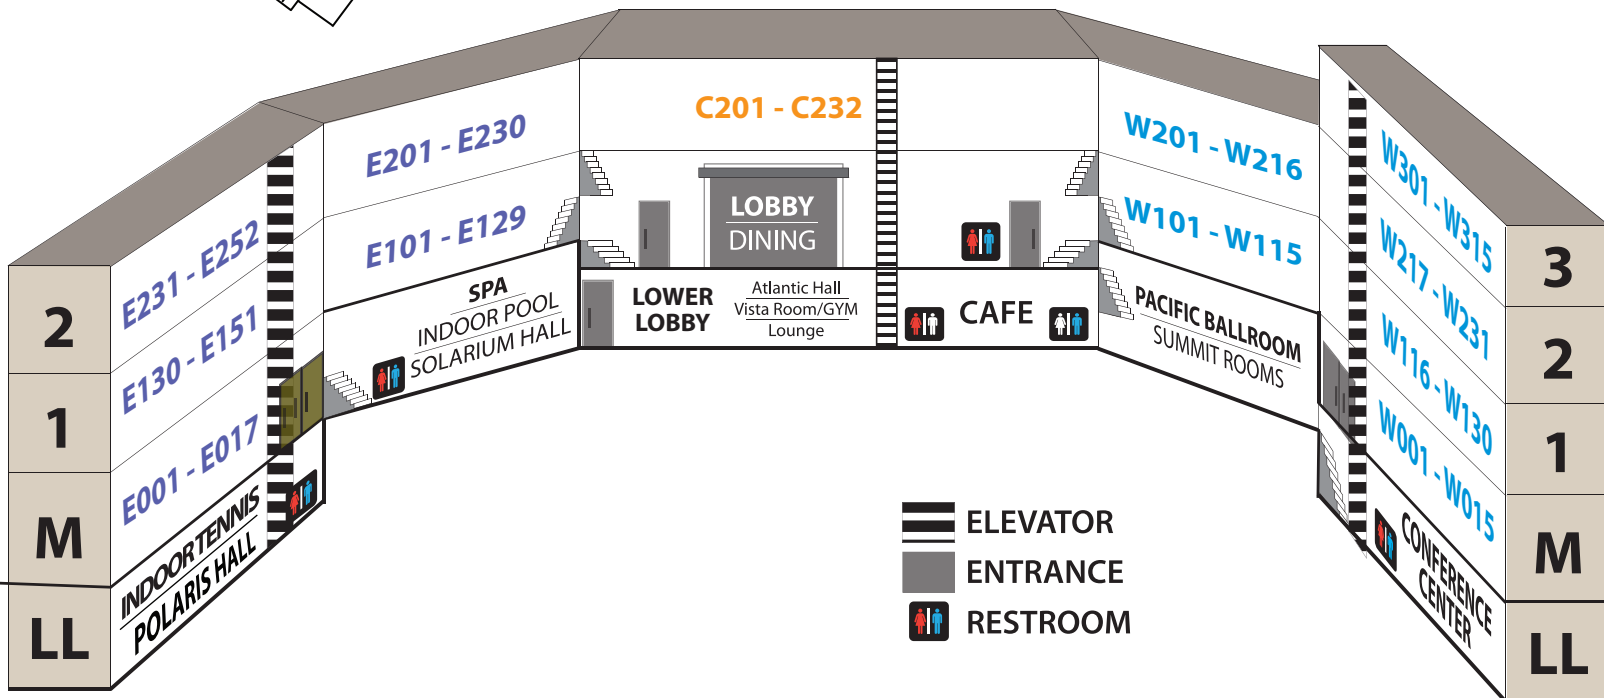 C201 - C232
E201 - E230
E101 - E129
E231 - E252
E130 - E151
E001 - E017
W201 - W216
W101 - W115
W301 - W315
W217 - W231
W116 - W130
W001 - W015
LOBBY
DINING
SPA
INDOOR POOL
SOLARIUM HALL
LOWER
LOBBY
Atlantic Hall
Vista Room/GYM
Lounge
CAFE
PACIFIC BALLROOM
SUMMIT ROOMS
INDOOR TENNIS
POLARIS HALL
CONFERENCE
CENTER
2
1
M
LL
3
2
1
M
LL
ELEVATOR
ENTRANCE
RESTROOM